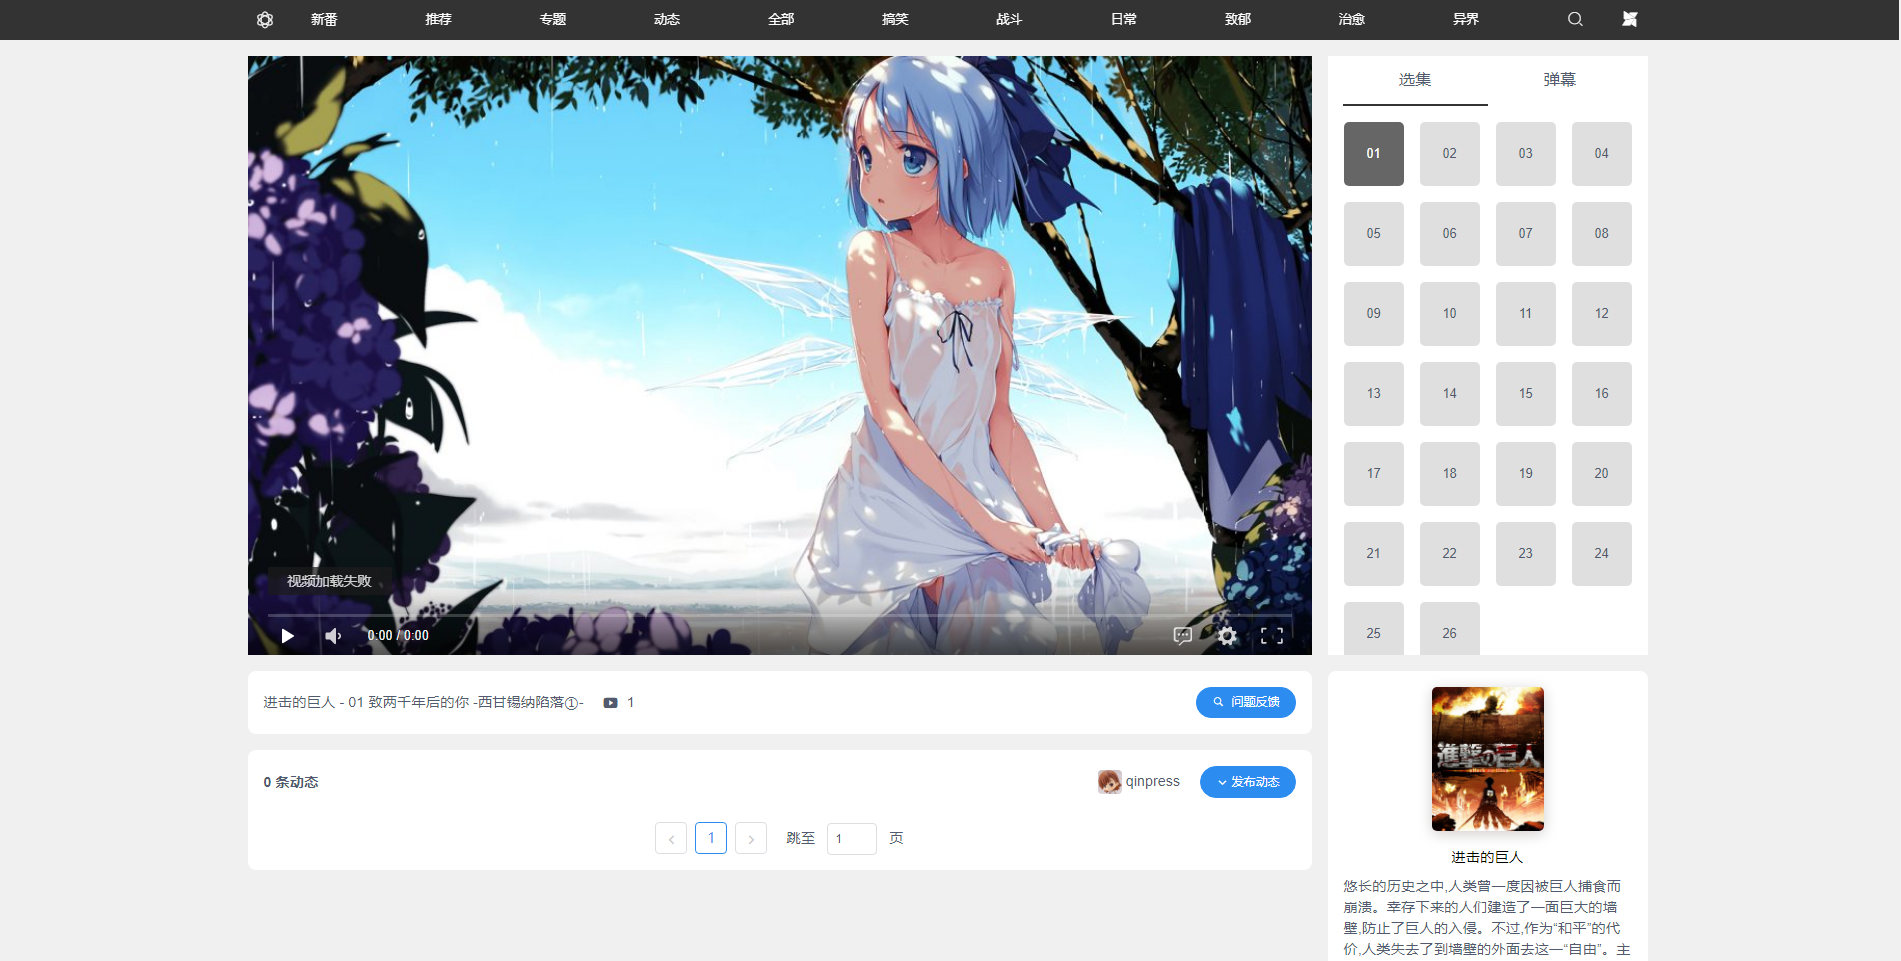 新番 推荐 专题 动态 全部 搞笑 战斗 日常 致郁 治愈 异界
选集 弹幕
01 02 03 04
05 06 07 08
09 10 11 12
13 14 15 16
17 18 19 20
21 22 23 24
25 26
视频加载失败
0:00 / 0:00
进击的巨人 - 01 致两千年后的你 -西甘锡纳陷落①- 1
问题反馈
0 条动态
qinpress
发布动态
1 跳至 1 页
進撃の巨人
进击的巨人
悠长的历史之中,人类曾一度因被巨人捕食而
崩溃。幸存下来的人们建造了一面巨大的墙
壁,防止了巨人的入侵。不过,作为“和平”的代
价,人类失去了到墙壁的外面去这一“自由”。主